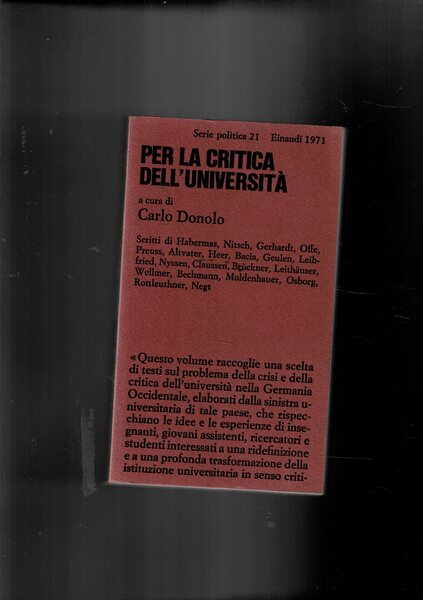 Serie politica 21 Einaudi 1971
PER LA CRITICA
DELL'UNIVERSITÀ
a cura di
Carlo Donolo
Scritti di Habermas, Nitsch, Gerhardt, Offe,
Preuss, Altvater, Heer, Bacia, Geulen, Leib-
fried, Nyssen, Claussen, Brückner, Leithäuser,
Wellmer, Bechmann, Moldenhauer, Osborg,
Rottleuthner, Negt
«Questo volume raccoglie una scelta
di testi sul problema della crisi e della
critica dell'università nella Germania
Occidentale, elaborati dalla sinistra u-
niversitaria di tale paese, che rispec-
chiano le idee e le esperienze di inse-
gnanti, giovani assistenti, ricercatori e
studenti interessati a una ridefinizione
e a una profonda trasformazione della
istituzione universitaria in senso criti-